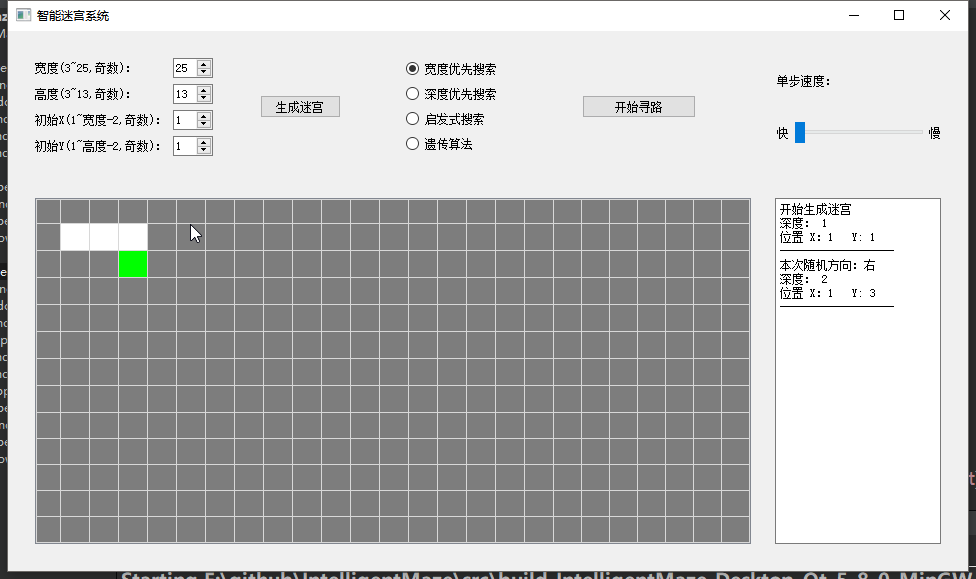 智能迷宫系统
宽度(3~25,奇数):
25
高度(3~13,奇数):
13
初始X(1~宽度-2,奇数):
1
初始Y(1~高度-2,奇数):
1
生成迷宫
宽度优先搜索
深度优先搜索
启发式搜索
遗传算法
开始寻路
单步速度:
快
慢
开始生成迷宫
深度: 1
位置 X: 1 Y: 1
本次随机方向: 右
深度: 2
位置 X: 1 Y: 3
Starting F:\github\IntelligentMaze\src\build-IntelligentMaze-Desktop_Qt_5_8_0_MinGW